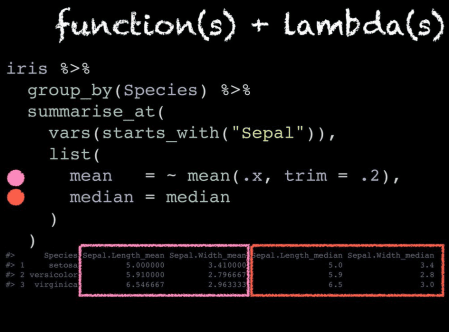 function(s) + lambda(s)
iris %>%
group_by(Species) %>%
summarise_at(
vars(starts_with("Sepal")),
list(
mean = ~ mean(.x, trim = .2),
median = median
)
)
#> Species Sepal.Length_mean Sepal.Width_mean Sepal.Length_median Sepal.Width_median
#> 1 setosa 5.000000 3.410000 5.0 3.4
#> 2 versicolor 5.910000 2.796667 5.9 2.8
#> 3 virginica 6.546667 2.963333 6.5 3.0